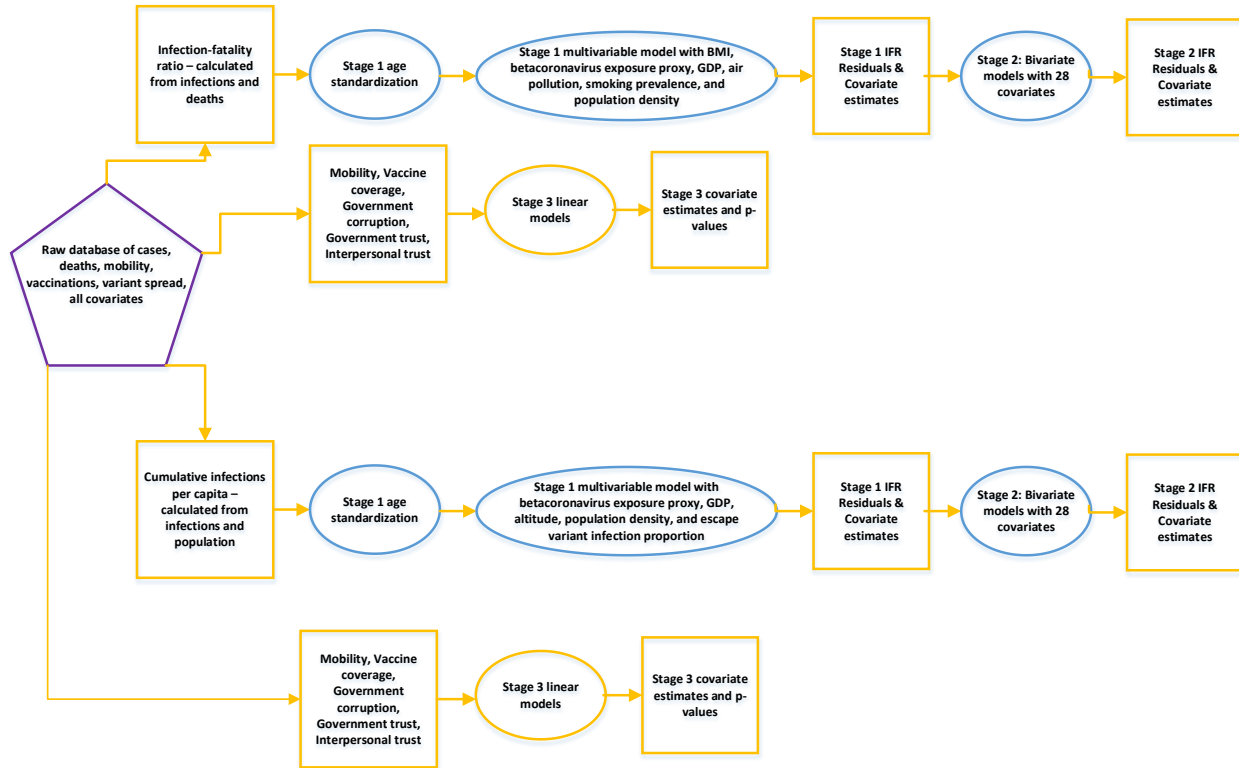 Infection-fatality
ratio – calculated
from infections and
deaths
Stage 1 age
standardization
Stage 1 multivariable model with BMI,
betacoronavirus exposure proxy, GDP, air
pollution, smoking prevalence, and
population density
Stage 1 IFR
Residuals &
Covariate
estimates
Stage 2: Bivariate
models with 28
covariates
Stage 2 IFR
Residuals &
Covariate
estimates
Mobility, Vaccine
coverage,
Government
corruption,
Government trust,
Interpersonal trust
Stage 3 linear
models
Stage 3 covariate
estimates and p-
values
Raw database of cases,
deaths, mobility,
vaccinations, variant spread,
all covariates
Cumulative infections
per capita –
calculated from
infections and
population
Stage 1 age
standardization
Stage 1 multivariable model with
betacoronavirus exposure proxy, GDP,
altitude, population density, and escape
variant infection proportion
Stage 1 IFR
Residuals &
Covariate
estimates
Stage 2: Bivariate
models with 28
covariates
Stage 2 IFR
Residuals &
Covariate
estimates
Mobility, Vaccine
coverage,
Government
corruption,
Government trust,
Interpersonal trust
Stage 3 linear
models
Stage 3 covariate
estimates and p-
values